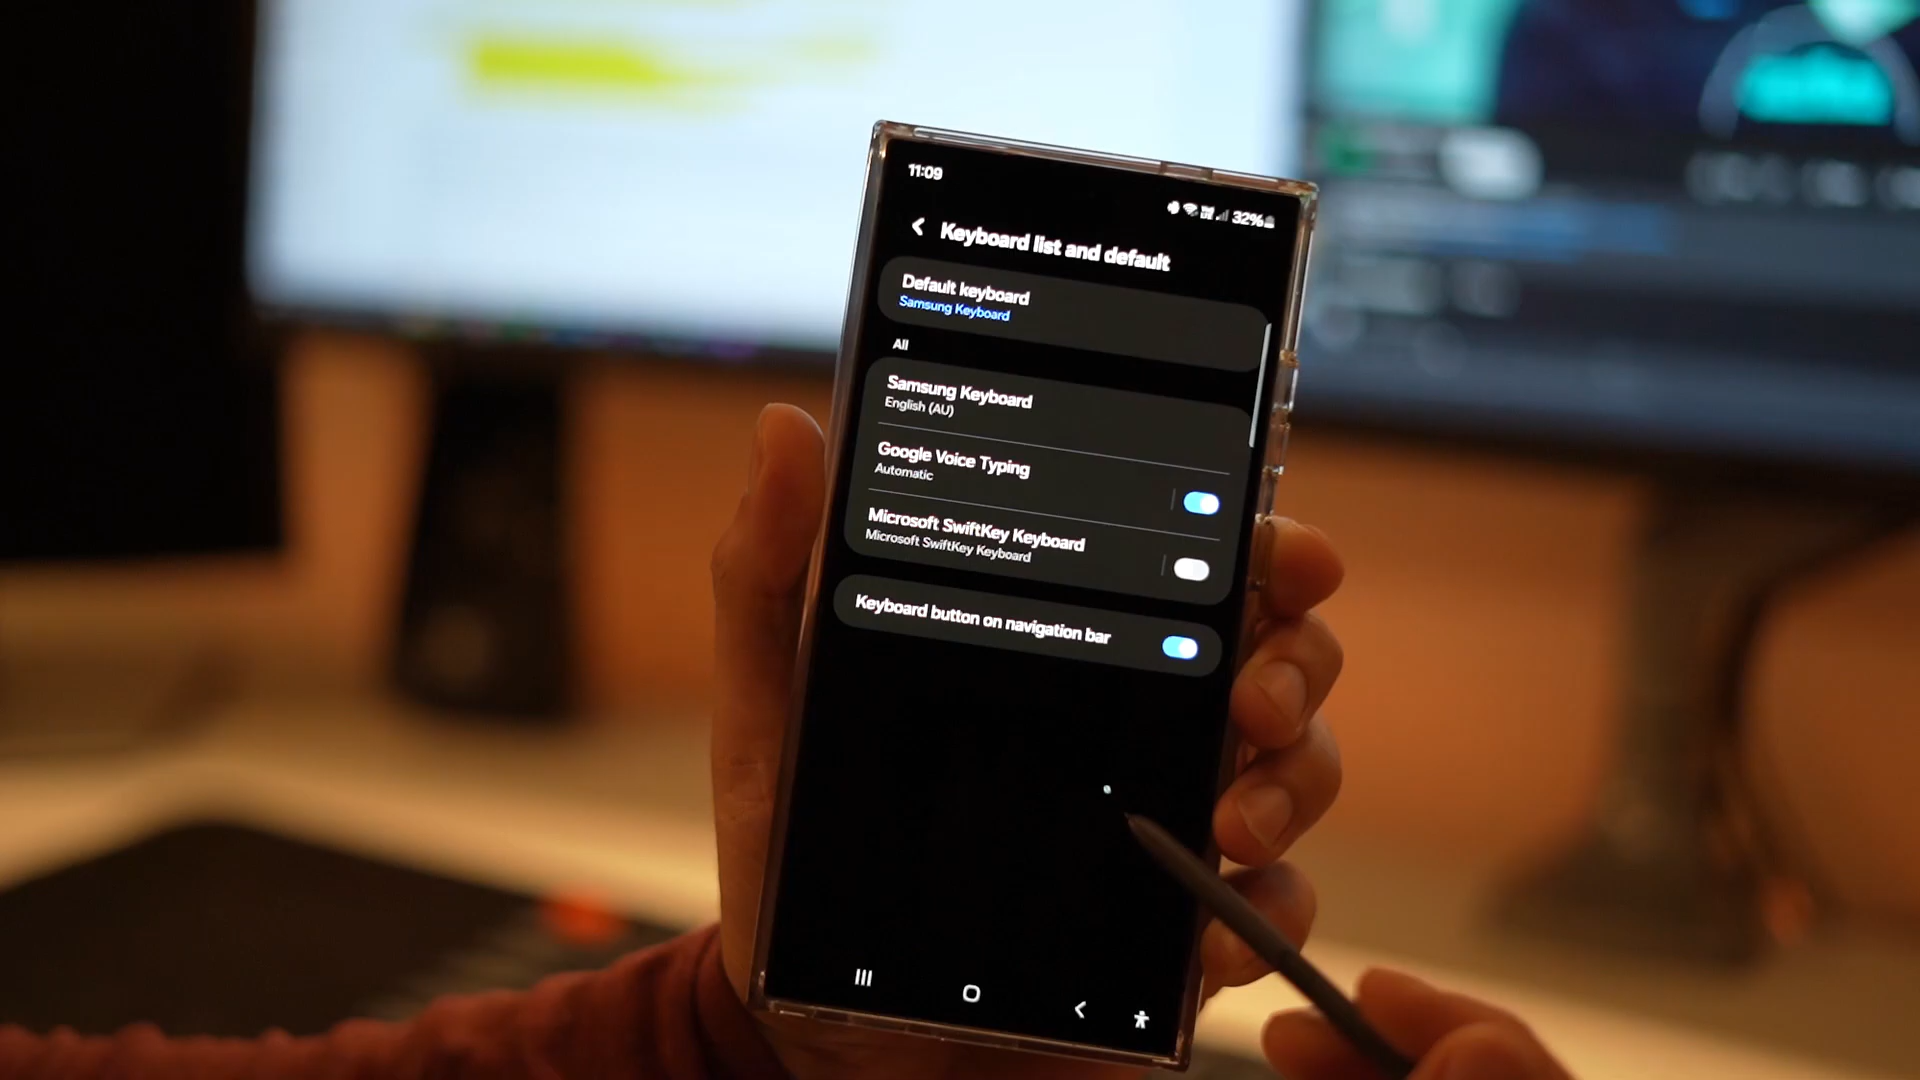 11:09
32%
Keyboard list and default
Default keyboard
Samsung Keyboard
All
Samsung Keyboard
English (AU)
Google Voice Typing
Automatic
Microsoft SwiftKey Keyboard
Microsoft SwiftKey Keyboard
Keyboard button on navigation bar